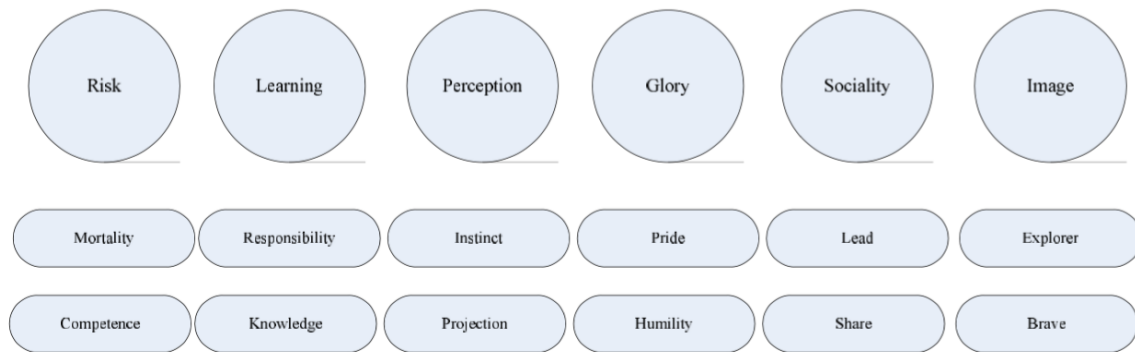 Risk Learning Perception Glory Sociality Image
Mortality Responsibility Instinct Pride Lead Explorer
Competence Knowledge Projection Humility Share Brave